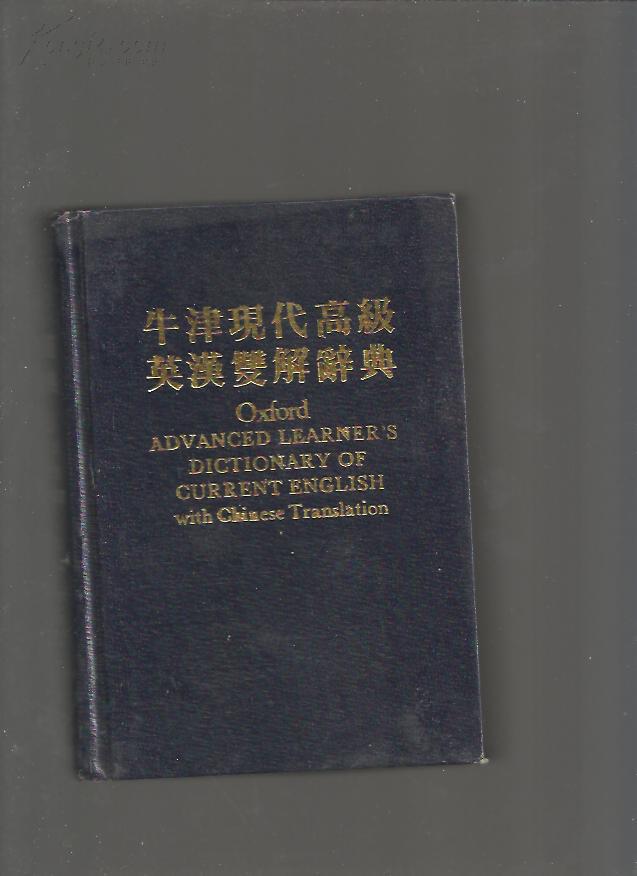 牛津現代高級
英漢雙解辭典
Oxford
ADVANCED LEARNER'S
DICTIONARY OF
CURRENT ENGLISH
with Chinese Translation